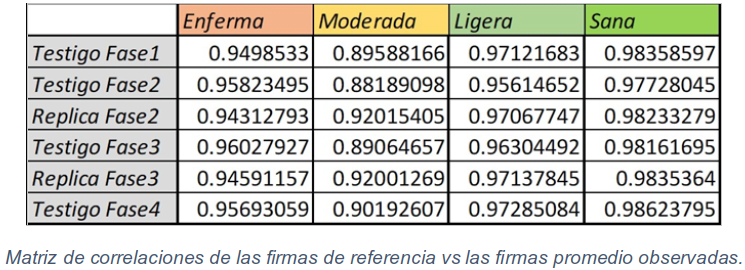 Enferma Moderada Ligera Sana
Testigo Fase1 0.9498533 0.89588166 0.97121683 0.98358597
Testigo Fase2 0.95823495 0.88189098 0.95614652 0.97728045
Replica Fase2 0.94312793 0.92015405 0.97067747 0.98233279
Testigo Fase3 0.96027927 0.89064657 0.96304492 0.98161695
Replica Fase3 0.94591157 0.92001269 0.97137845 0.9835364
Testigo Fase4 0.95693059 0.90192607 0.97285084 0.98623795
Matriz de correlaciones de las firmas de referencia vs las firmas promedio observadas.